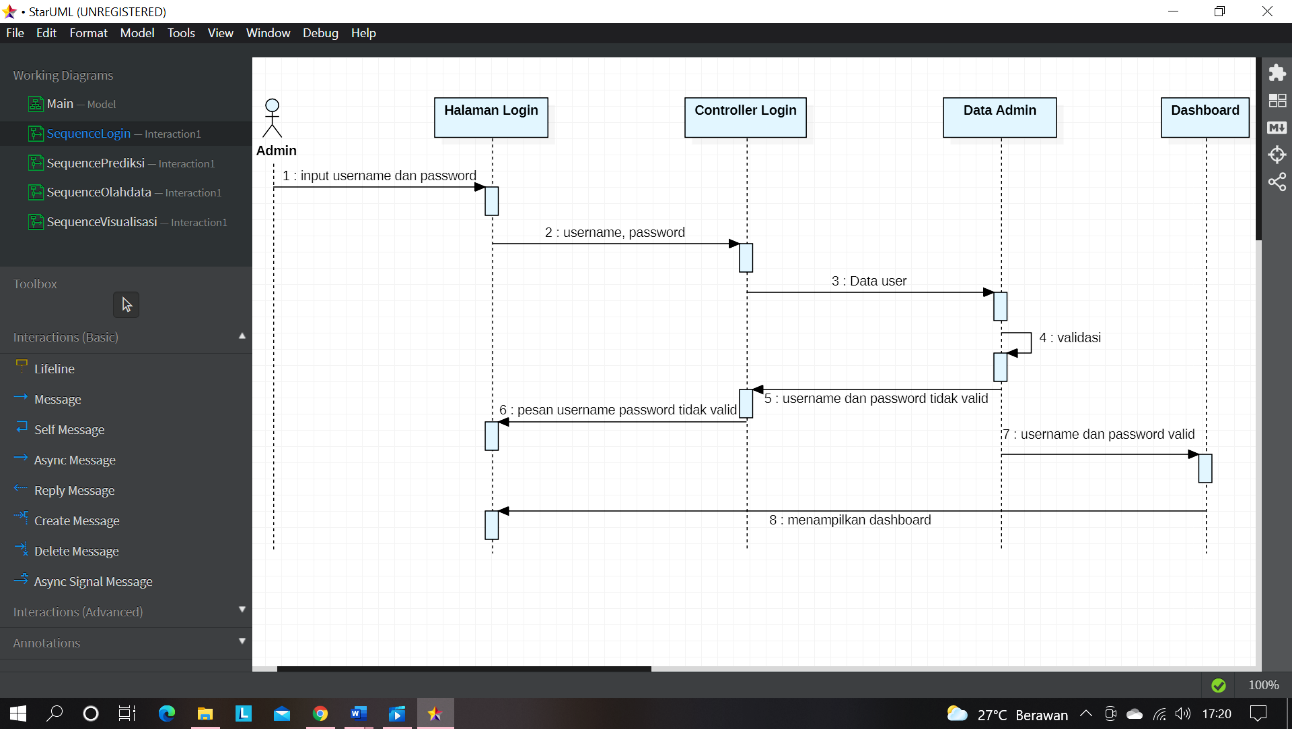 • StarUML (UNREGISTERED)
File Edit Format Model Tools View Window Debug Help
Working Diagrams
Main — Model
SequenceLogin — Interaction1
SequencePrediksi — Interaction1
SequenceOlahdata — Interaction1
SequenceVisualisasi — Interaction1
Toolbox
Interactions (Basic)
Lifeline
Message
Self Message
Async Message
Reply Message
Create Message
Delete Message
Async Signal Message
Interactions (Advanced)
Annotations
Admin
Halaman Login
Controller Login
Data Admin
Dashboard
1 : input username dan password
2 : username, password
3 : Data user
4 : validasi
5 : username dan password tidak valid
6 : pesan username password tidak valid
7 : username dan password valid
8 : menampilkan dashboard
M
100%
L
W
27°C Berawan
17:20